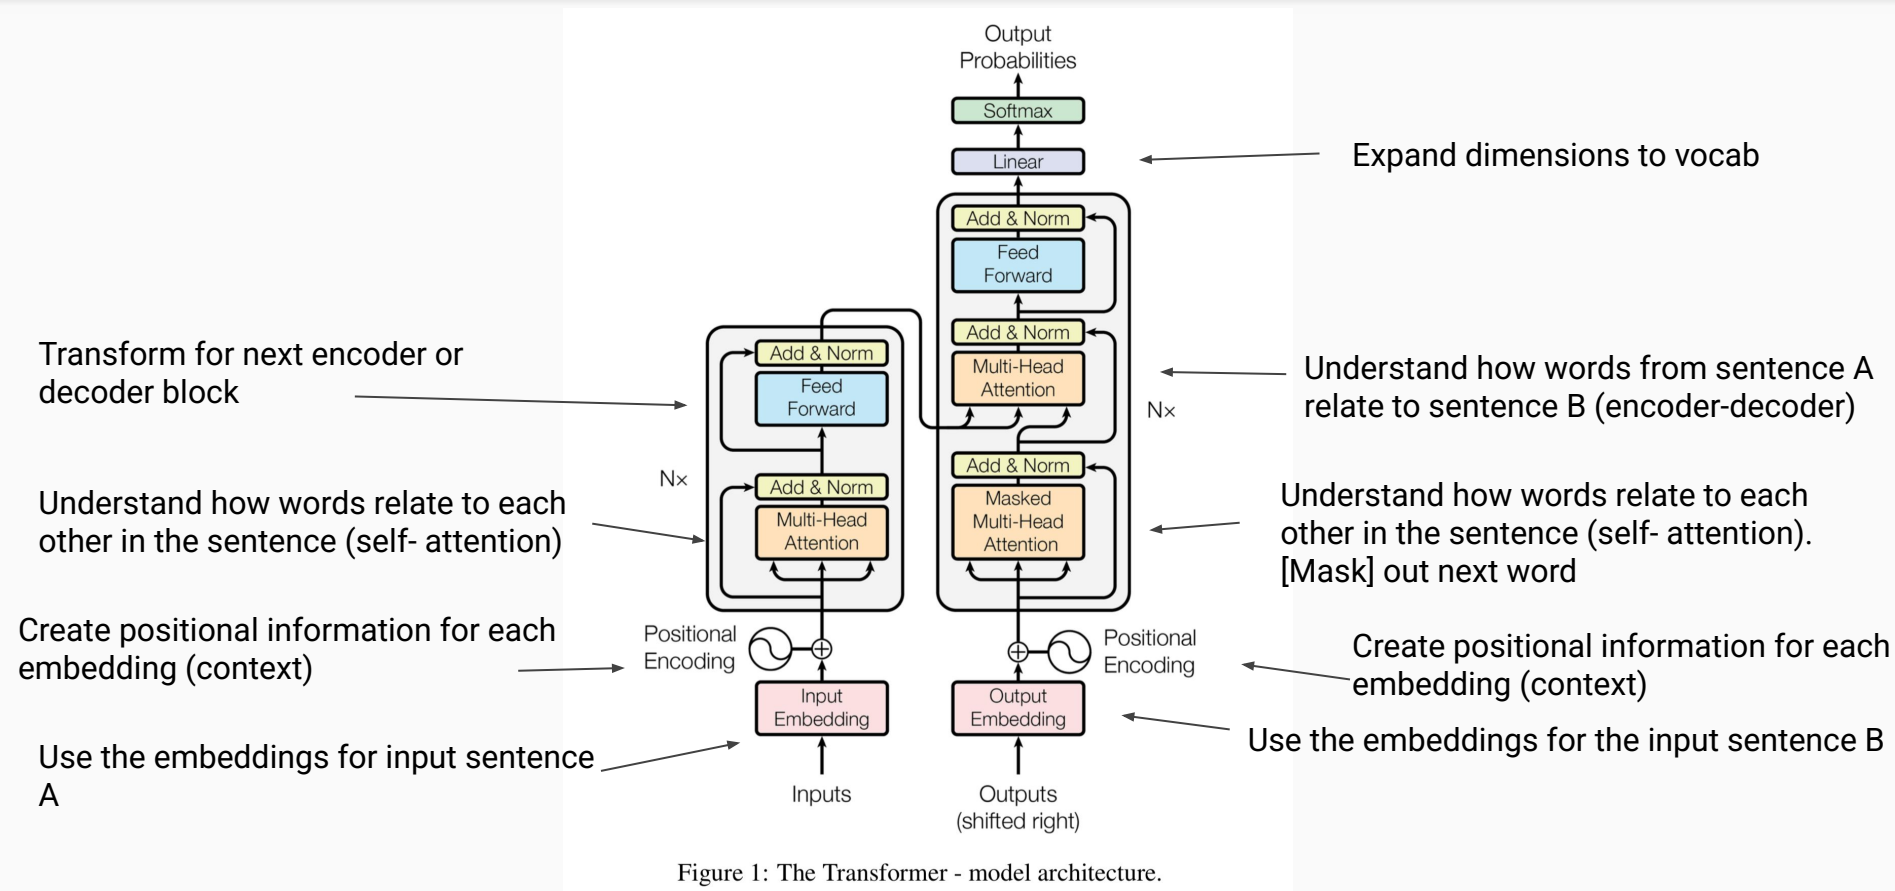 Output
Probabilities
Softmax
Linear
Expand dimensions to vocab
Add & Norm
Feed
Forward
Add & Norm
Multi-Head
Attention
Understand how words from sentence A
relate to sentence B (encoder-decoder)
Nx
Add & Norm
Masked
Multi-Head
Attention
Understand how words relate to each
other in the sentence (self- attention).
[Mask] out next word
Transform for next encoder or
decoder block
Add & Norm
Feed
Forward
Nx
Add & Norm
Multi-Head
Attention
Understand how words relate to each
other in the sentence (self- attention)
Create positional information for each
embedding (context)
Positional
Encoding
Positional
Encoding
Create positional information for each
embedding (context)
Input
Embedding
Output
Embedding
Use the embeddings for input sentence
A
Use the embeddings for the input sentence B
Inputs
Outputs
(shifted right)
Figure 1: The Transformer - model architecture.